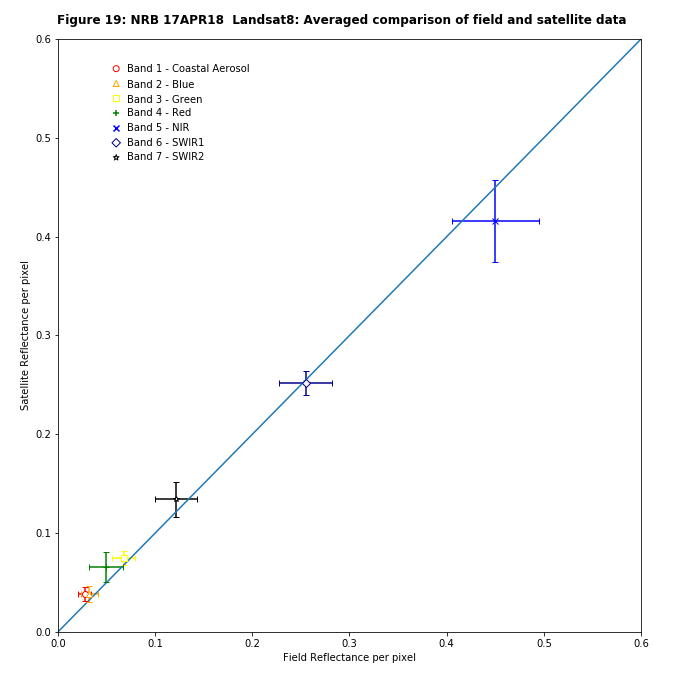 Figure 19: NRB 17APR18  Landsat8: Averaged comparison of field and satellite data
0.6
0.5
0.4
0.3
0.2
0.1
0.0
Satellite Reflectance per pixel
Band 1 - Coastal Aerosol
Band 2 - Blue
Band 3 - Green
Band 4 - Red
Band 5 - NIR
Band 6 - SWIR1
Band 7 - SWIR2
0.0 0.1 0.2 0.3 0.4 0.5 0.6
Field Reflectance per pixel